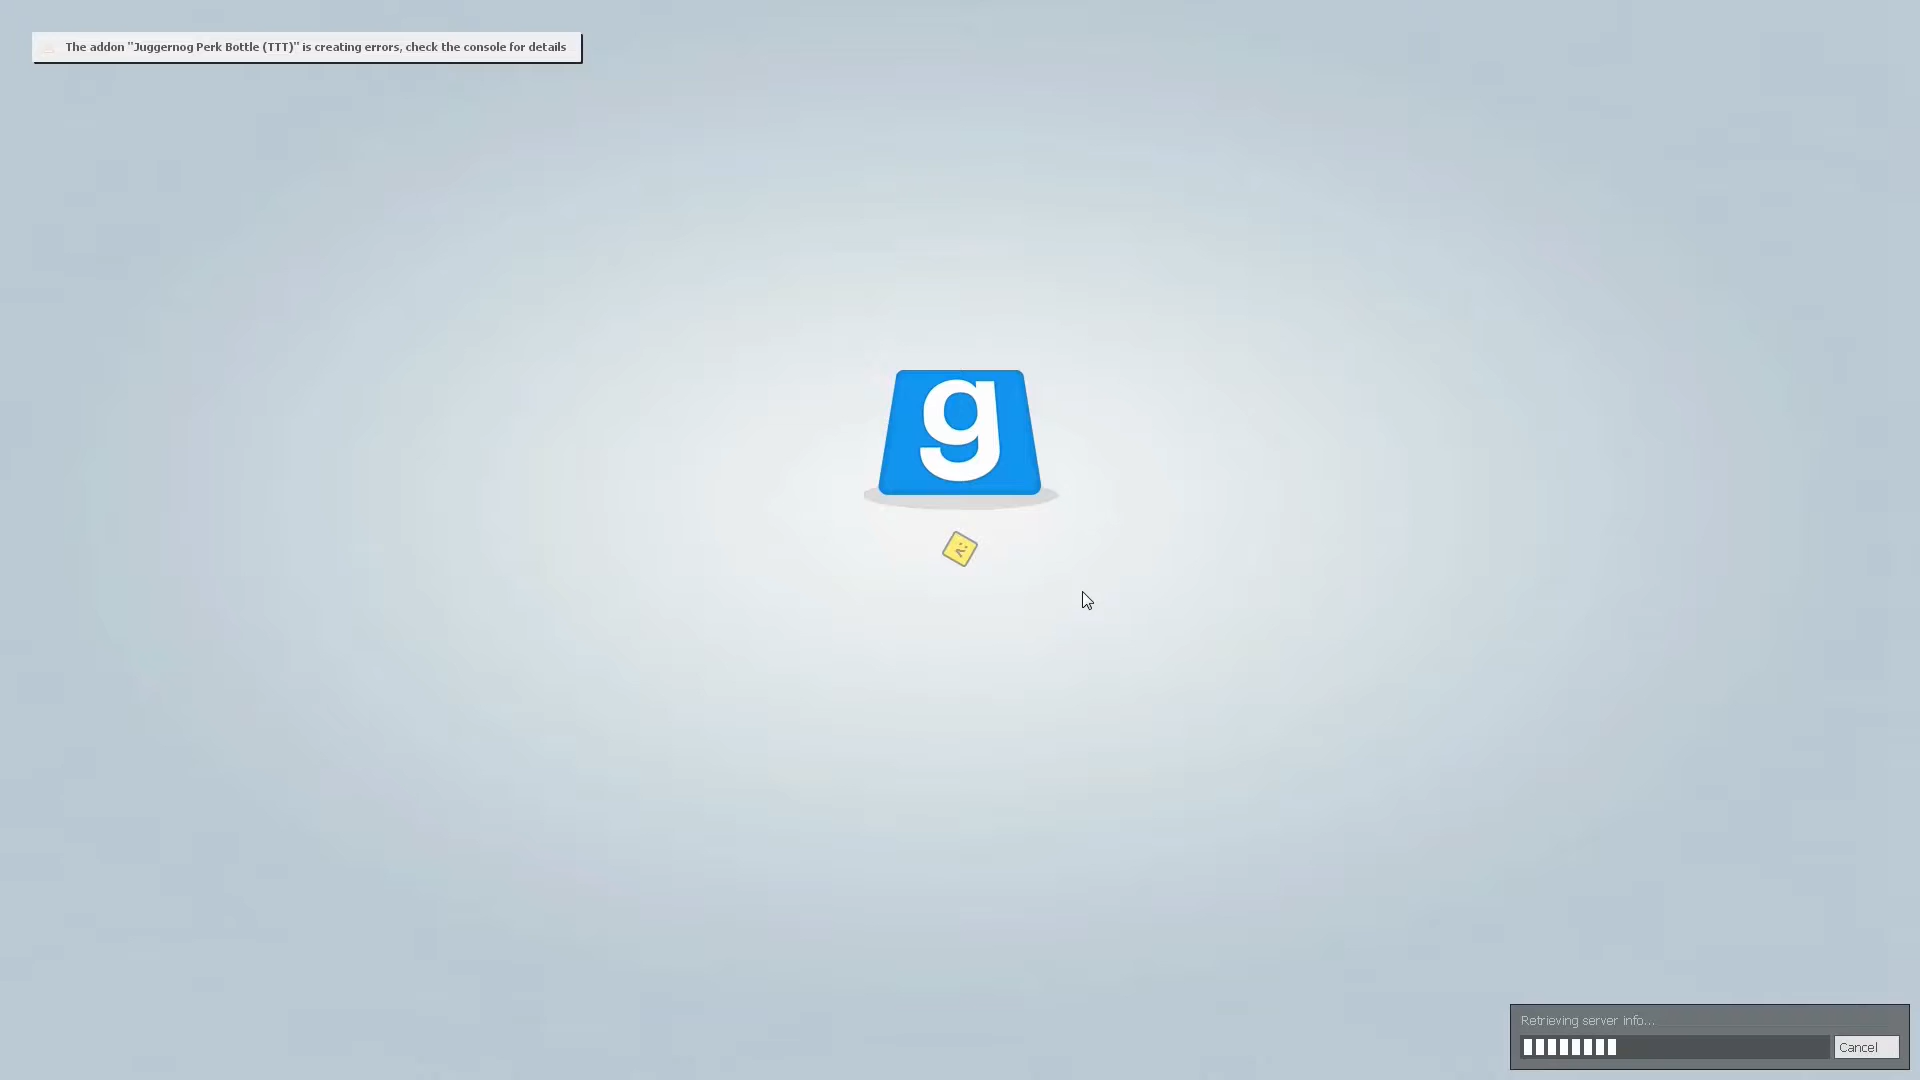 The addon "Juggernog Perk Bottle (TTT)" is creating errors, check the console for details
g
Retrieving server info...
Cancel